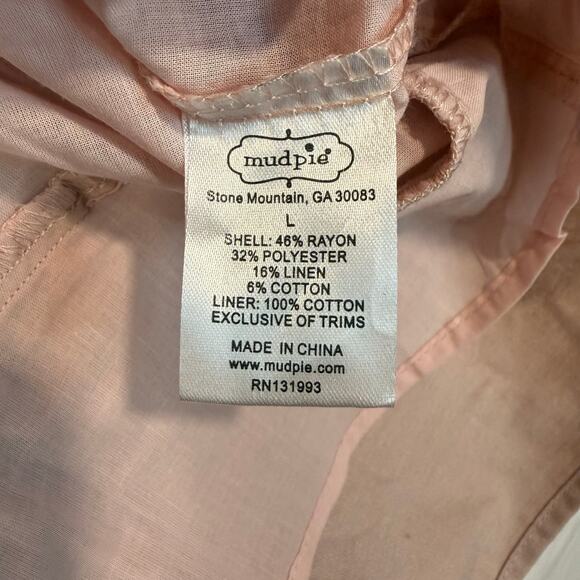 mudpie
Stone Mountain, GA 30083
L
SHELL: 46% RAYON
32% POLYESTER
16% LINEN
6% COTTON
LINER: 100% COTTON
EXCLUSIVE OF TRIMS
MADE IN CHINA
www.mudpie.com
RN131993